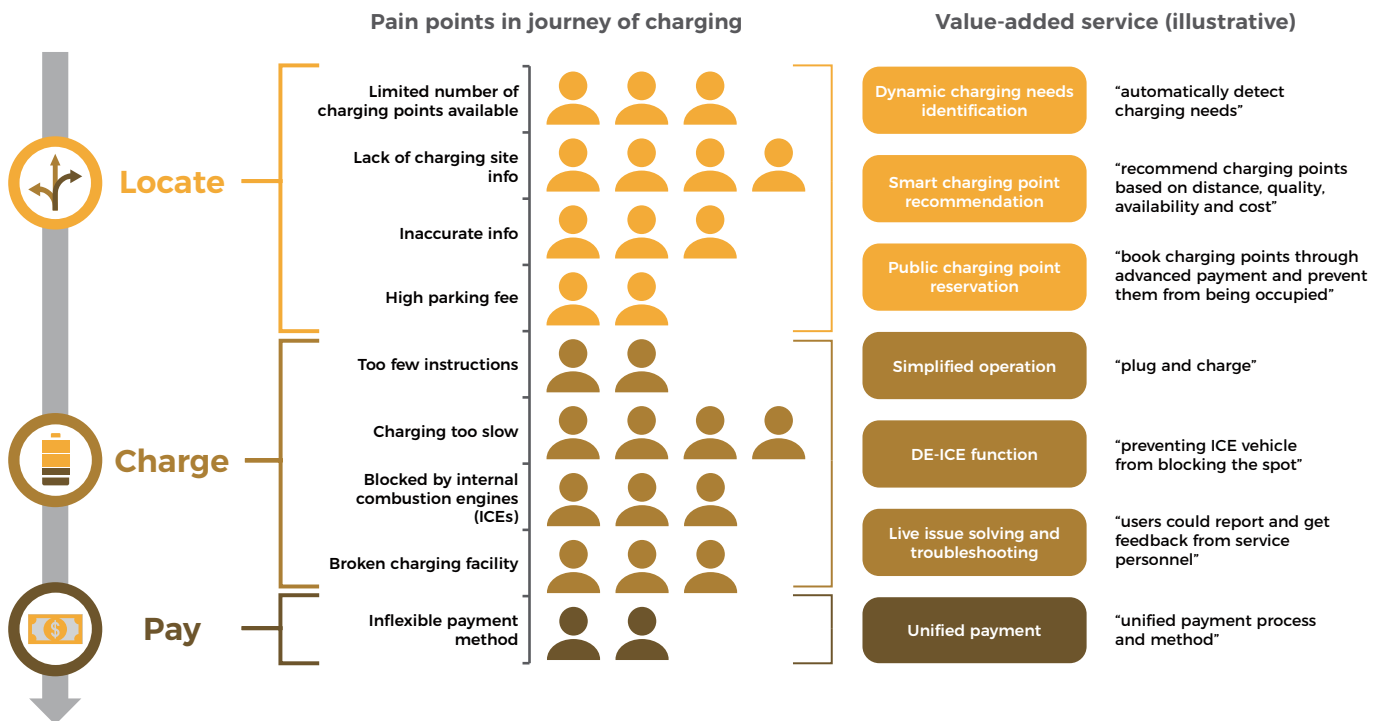 Pain points in journey of charging
Value-added service (illustrative)
Locate
Limited number of
charging points available
Lack of charging site
info
Inaccurate info
High parking fee
Dynamic charging needs
identification
“automatically detect
charging needs”
Smart charging point
recommendation
“recommend charging points
based on distance, quality,
availability and cost”
Public charging point
reservation
“book charging points through
advanced payment and prevent
them from being occupied”
Charge
Too few instructions
Charging too slow
Blocked by internal
combustion engines
(ICEs)
Broken charging facility
Simplified operation
“plug and charge”
DE-ICE function
“preventing ICE vehicle
from blocking the spot”
Live issue solving and
troubleshooting
“users could report and get
feedback from service
personnel”
$
Pay
Inflexible payment
method
Unified payment
“unified payment process
and method”